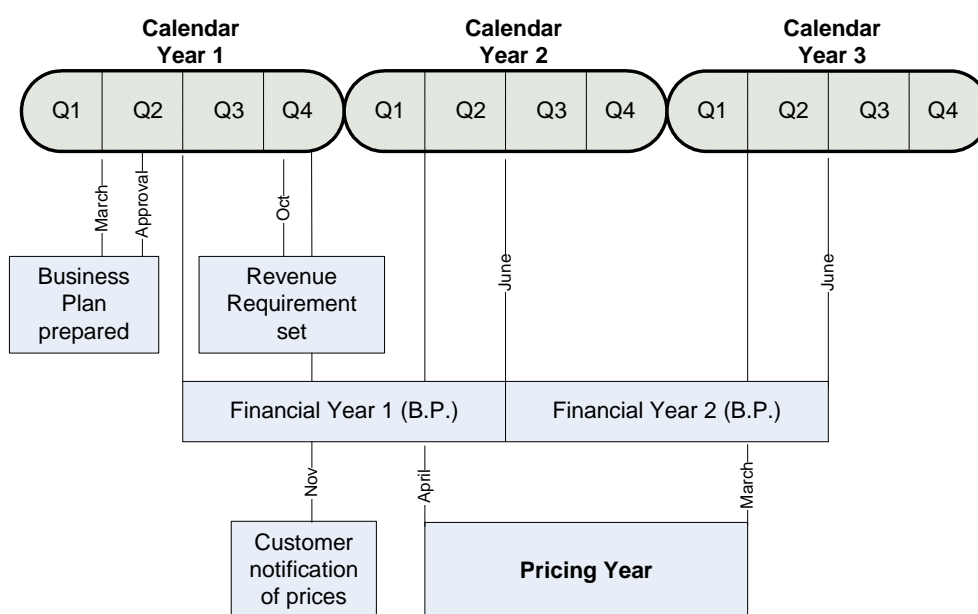 Calendar
Year 1
Calendar
Year 2
Calendar
Year 3
Q1 Q2 Q3 Q4 Q1 Q2 Q3 Q4 Q1 Q2 Q3 Q4
March
Approval
Oct
June
June
Business
Plan
prepared
Revenue
Requirement
set
Financial Year 1 (B.P.)
Financial Year 2 (B.P.)
Nov
April
March
Customer
notification
of prices
Pricing Year